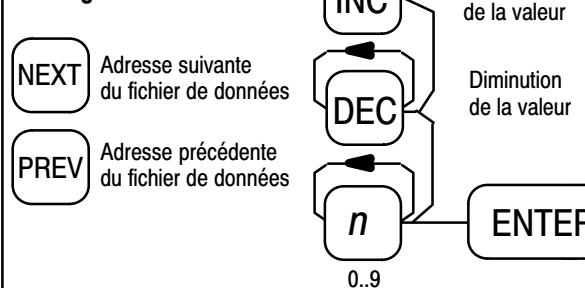 INC
de la valeur
NEXT
Adresse suivante
du fichier de données
DEC
Diminution
de la valeur
PREV
Adresse précédente
du fichier de données
n
ENTER
0..9